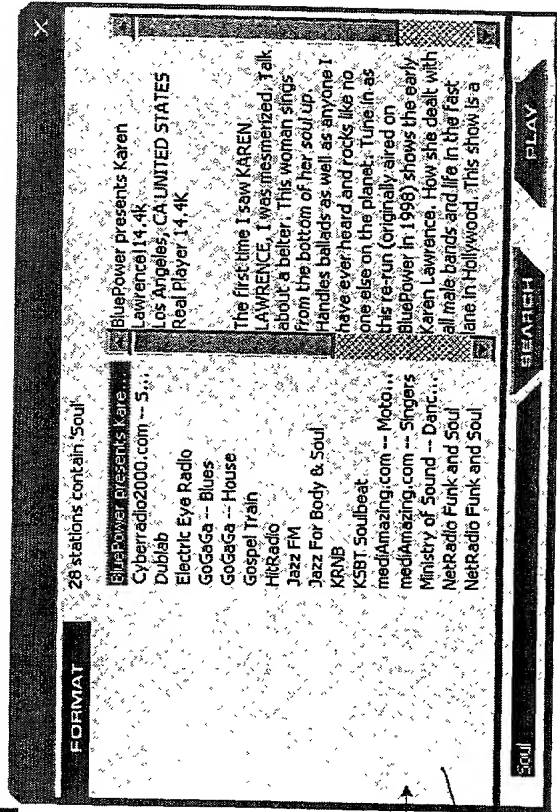 FORMAT
X
28 stations contain 'Soul'
BluePower presents Kare...
Cyberradio2000.com -- S...
Dublab
Electric Eye Radio
GoGaGa -- Blues
GoGaGa -- House
Gospel Train
HitRadio
Jazz FM
Jazz For Body & Soul
KRNB
KSBT Soulbeat
mediAmazing.com -- Moto...
mediAmazing.com -- Singers
Ministry of Sound -- Danc...
NetRadio Funk and Soul
NetRadio Funk and Soul
BluePower presents Karen
Lawrence|14.4k
Los Angeles, CA UNITED STATES
Real Player 14.4K
The first time I saw KAREN
LAWRENCE, I was mesmerized. Talk
about a belter. This woman sings
from the bottom of her soul up.
Handles ballads as well as anyone I
have ever heard and rocks like no
one else on the planet. Tune in as
this re-run (originally aired on
BluePower in 1998) shows the early
Karen Lawrence. How she dealt with
all male bands and life in the fast
lane in Hollywood. This show is a
Soul
SEARCH
PLAY